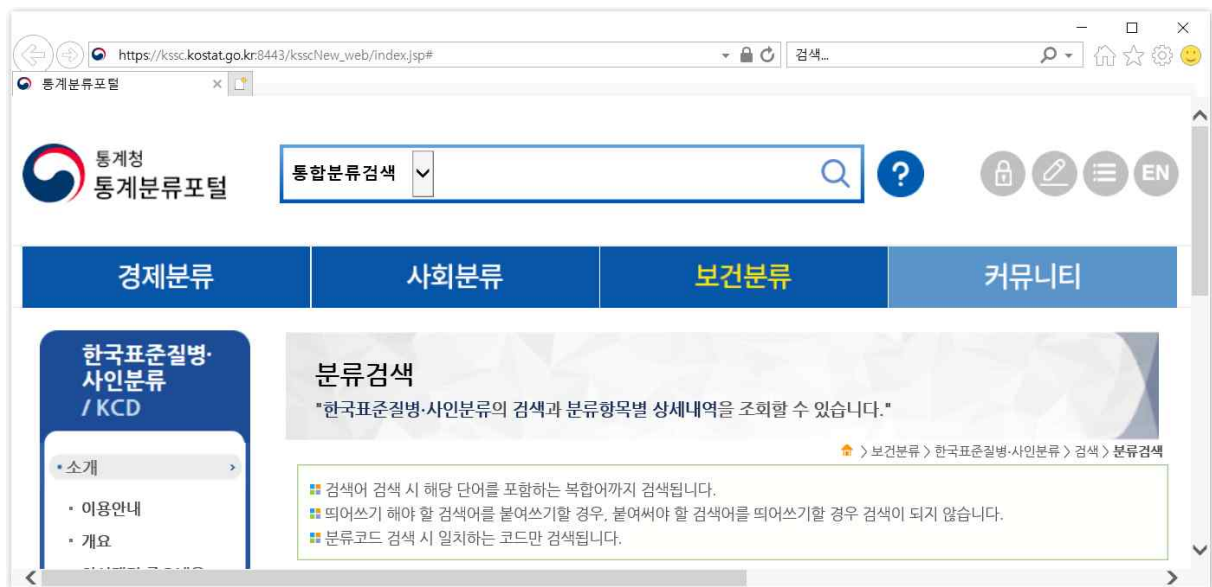 https://kssc.kostat.go.kr:8443/ksscNew_web/index.jsp#
검색...
통계분류포털
통계청
통계분류포털
통합분류검색
?
EN
경제분류
사회분류
보건분류
커뮤니티
한국표준질병·
사인분류
/ KCD
분류검색
"한국표준질병·사인분류의 검색과 분류항목별 상세내역을 조회할 수 있습니다."
> 보건분류 > 한국표준질병·사인분류 > 검색 > 분류검색
•소개
이용안내
개요
검색어 검색 시 해당 단어를 포함하는 복합어까지 검색됩니다.
띄어쓰기 해야 할 검색어를 붙여쓰기할 경우, 붙여써야 할 검색어를 띄어쓰기할 경우 검색이 되지 않습니다.
분류코드 검색 시 일치하는 코드만 검색됩니다.